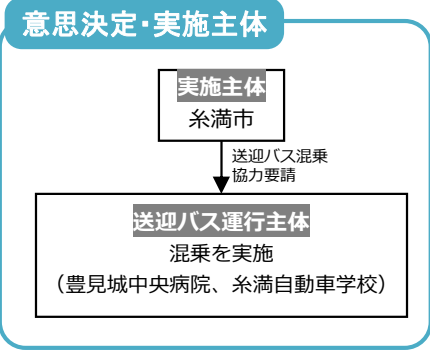 意思決定・実施主体
実施主体
糸満市
送迎バス混乗
協力要請
送迎バス運行主体
混乗を実施
（豊見城中央病院、糸満自動車学校）